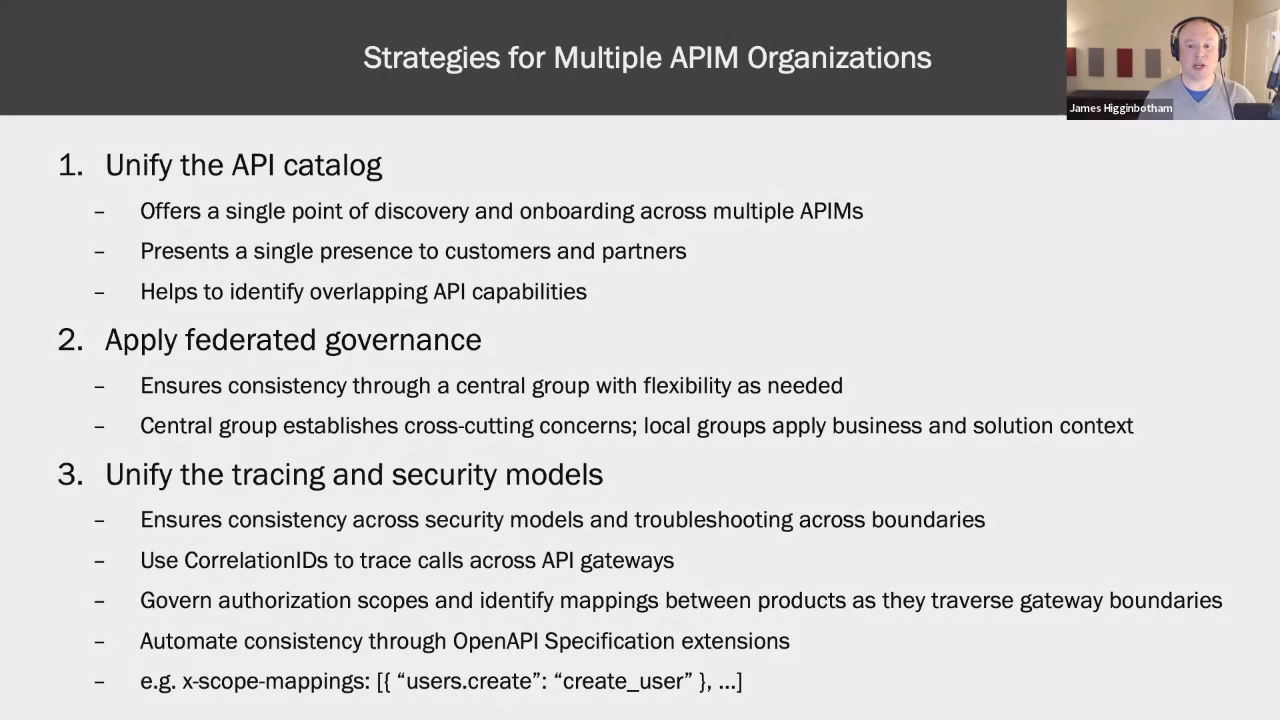 Strategies for Multiple APIM Organizations
James Higginbotham
1. Unify the API catalog
– Offers a single point of discovery and onboarding across multiple APIMs
– Presents a single presence to customers and partners
– Helps to identify overlapping API capabilities
2. Apply federated governance
– Ensures consistency through a central group with flexibility as needed
– Central group establishes cross-cutting concerns; local groups apply business and solution context
3. Unify the tracing and security models
– Ensures consistency across security models and troubleshooting across boundaries
– Use CorrelationIDs to trace calls across API gateways
– Govern authorization scopes and identify mappings between products as they traverse gateway boundaries
– Automate consistency through OpenAPI Specification extensions
– e.g. x-scope-mappings: [{ “users.create”: “create_user” }, …]